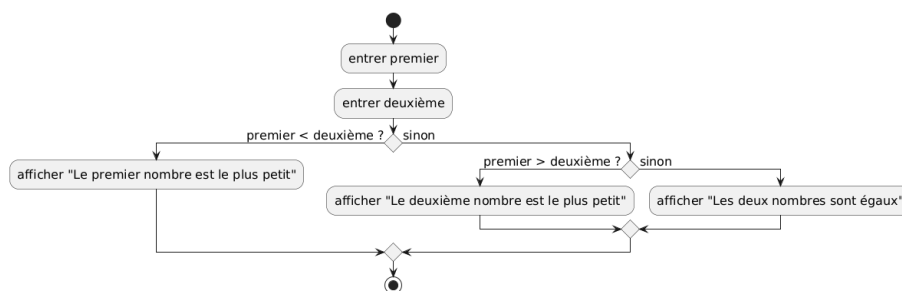 entrer premier
entrer deuxième
premier < deuxième ?
sinon
afficher "Le premier nombre est le plus petit"
premier > deuxième ?
sinon
afficher "Le deuxième nombre est le plus petit"
afficher "Les deux nombres sont égaux"